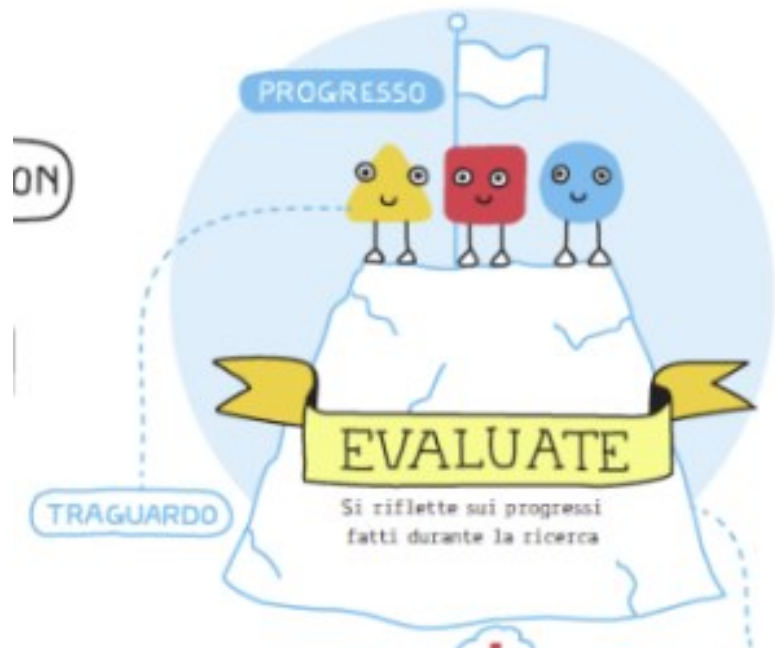 PROGRESSO
ON
EVALUATE
Si riflette sui progressi
fatti durante la ricerca
TRAGUARDO